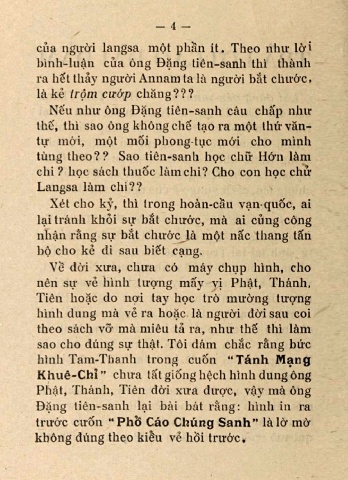 — 4 —
của người langsa một phần ít. Theo như lời
bình-luận của ông Đặng tiên-sanh thì thành
ra hết thảy người Annam ta là người bắt chước,
là kẻ trộm cướp chăng???
Nếu như ông Đặng tiên-sanh câu chấp như
thế, thì sao ông không chế tạo ra một thứ văn-
tự mới, một mối phong-tục mới cho mình
tùng theo?? Sao tiên-sanh học chữ Hớn làm
chi? học sách thuốc làm chi? Cho con học chữ
Langsa làm chi??
Xét cho kỷ, thì trong hoàn-cầu vạn-quốc, ai
lại tránh khỏi sự bắt chước, mà ai củng công
nhận rằng sự bắt chước là một nấc thang tấn
bộ cho kẻ đi sau biết cạng.
Về đời xưa, chưa có máy chụp hình, cho
nên sự vẻ hình tượng mấy vị Phật, Thánh,
Tiên hoặc do nơi tay học trò mường tượng
hình dung mà vẻ ra hoặc là người đời sau coi
theo sách vỡ mà miêu tả ra, như thế thì làm
sao cho đúng sự thật. Tôi dám chắc rằng bức
hình Tam-Thanh trong cuốn "Tánh Mạng
Khuê-Chỉ" chưa tất giống hệch hình dung ông
Phật, Thánh, Tiên đời xưa được, vậy mà ông
Đặng tiên-sanh lại bài bát rằng: hình in ra
trước cuốn "Phổ Cáo Chúng Sanh" là lờ mờ
không đúng theo kiểu vẻ hồi trước.